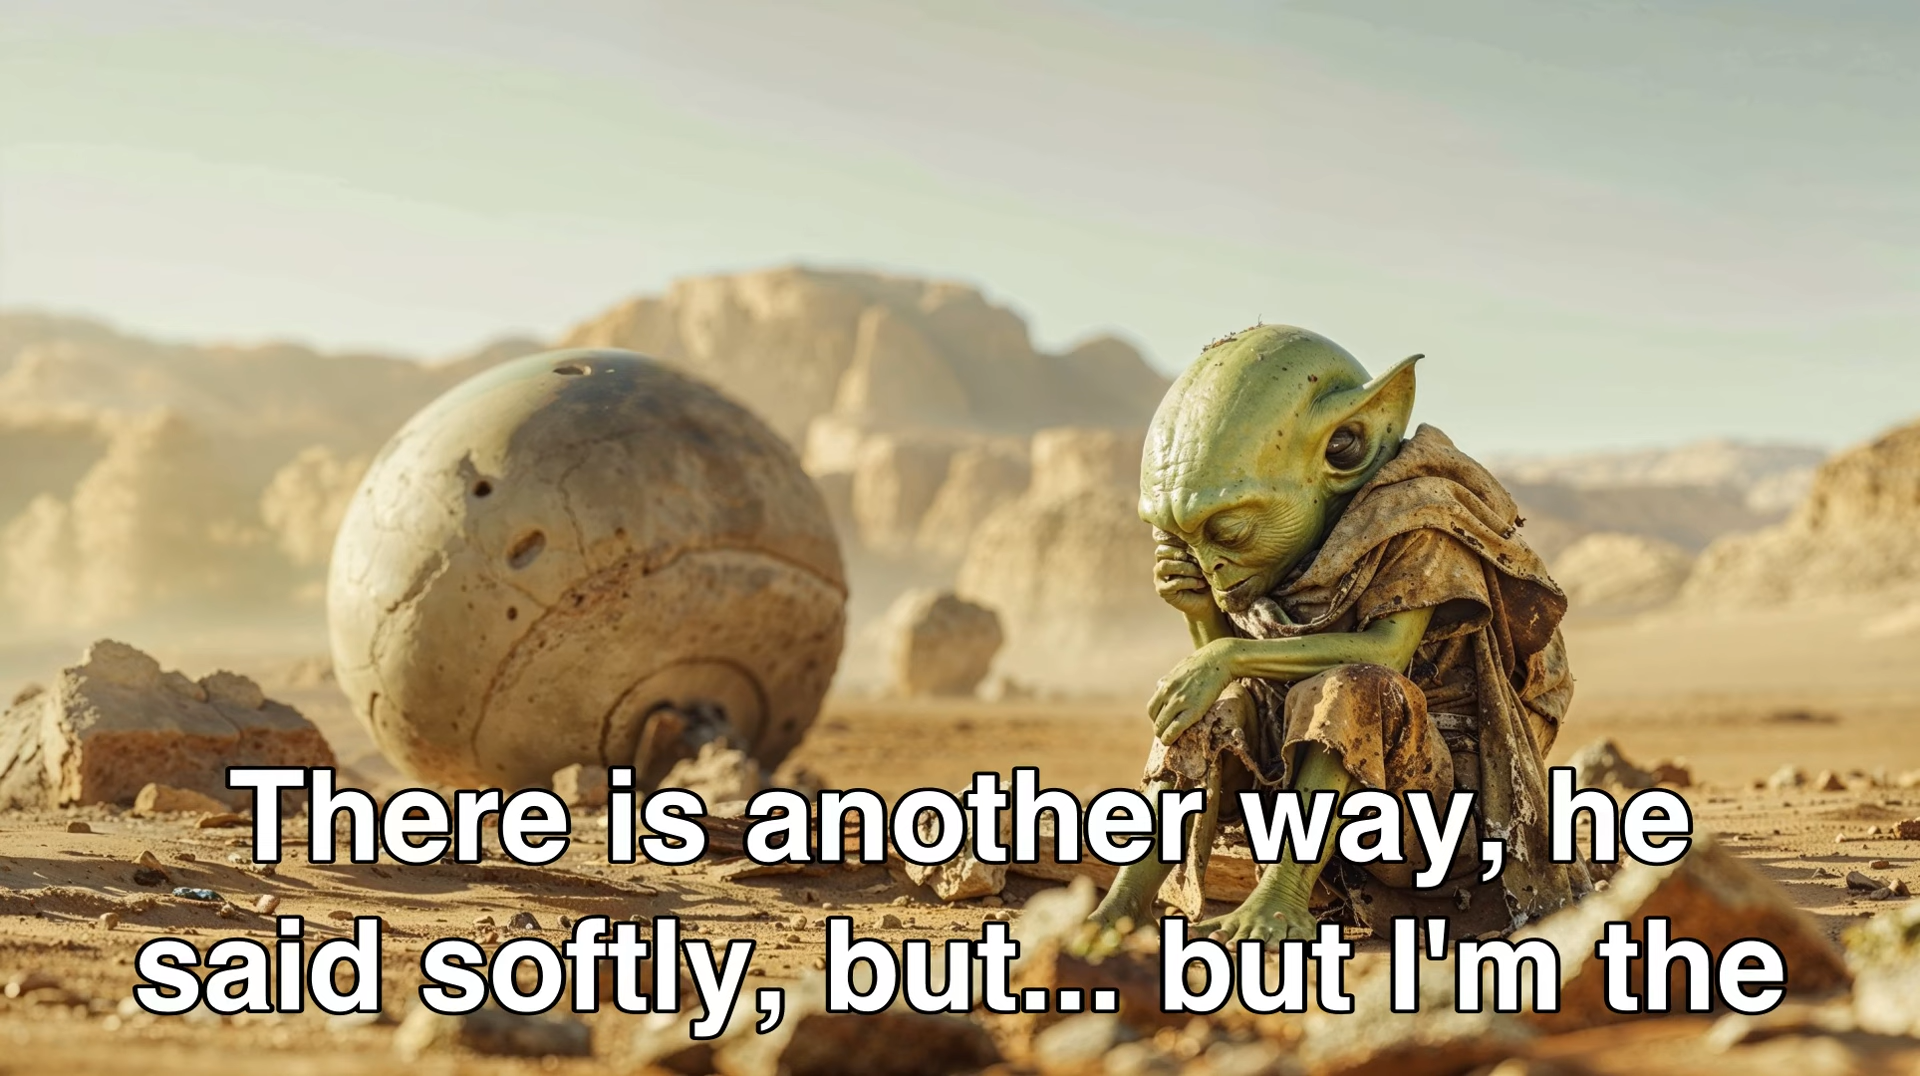 There is another way, he
said softly, but... but I'm the